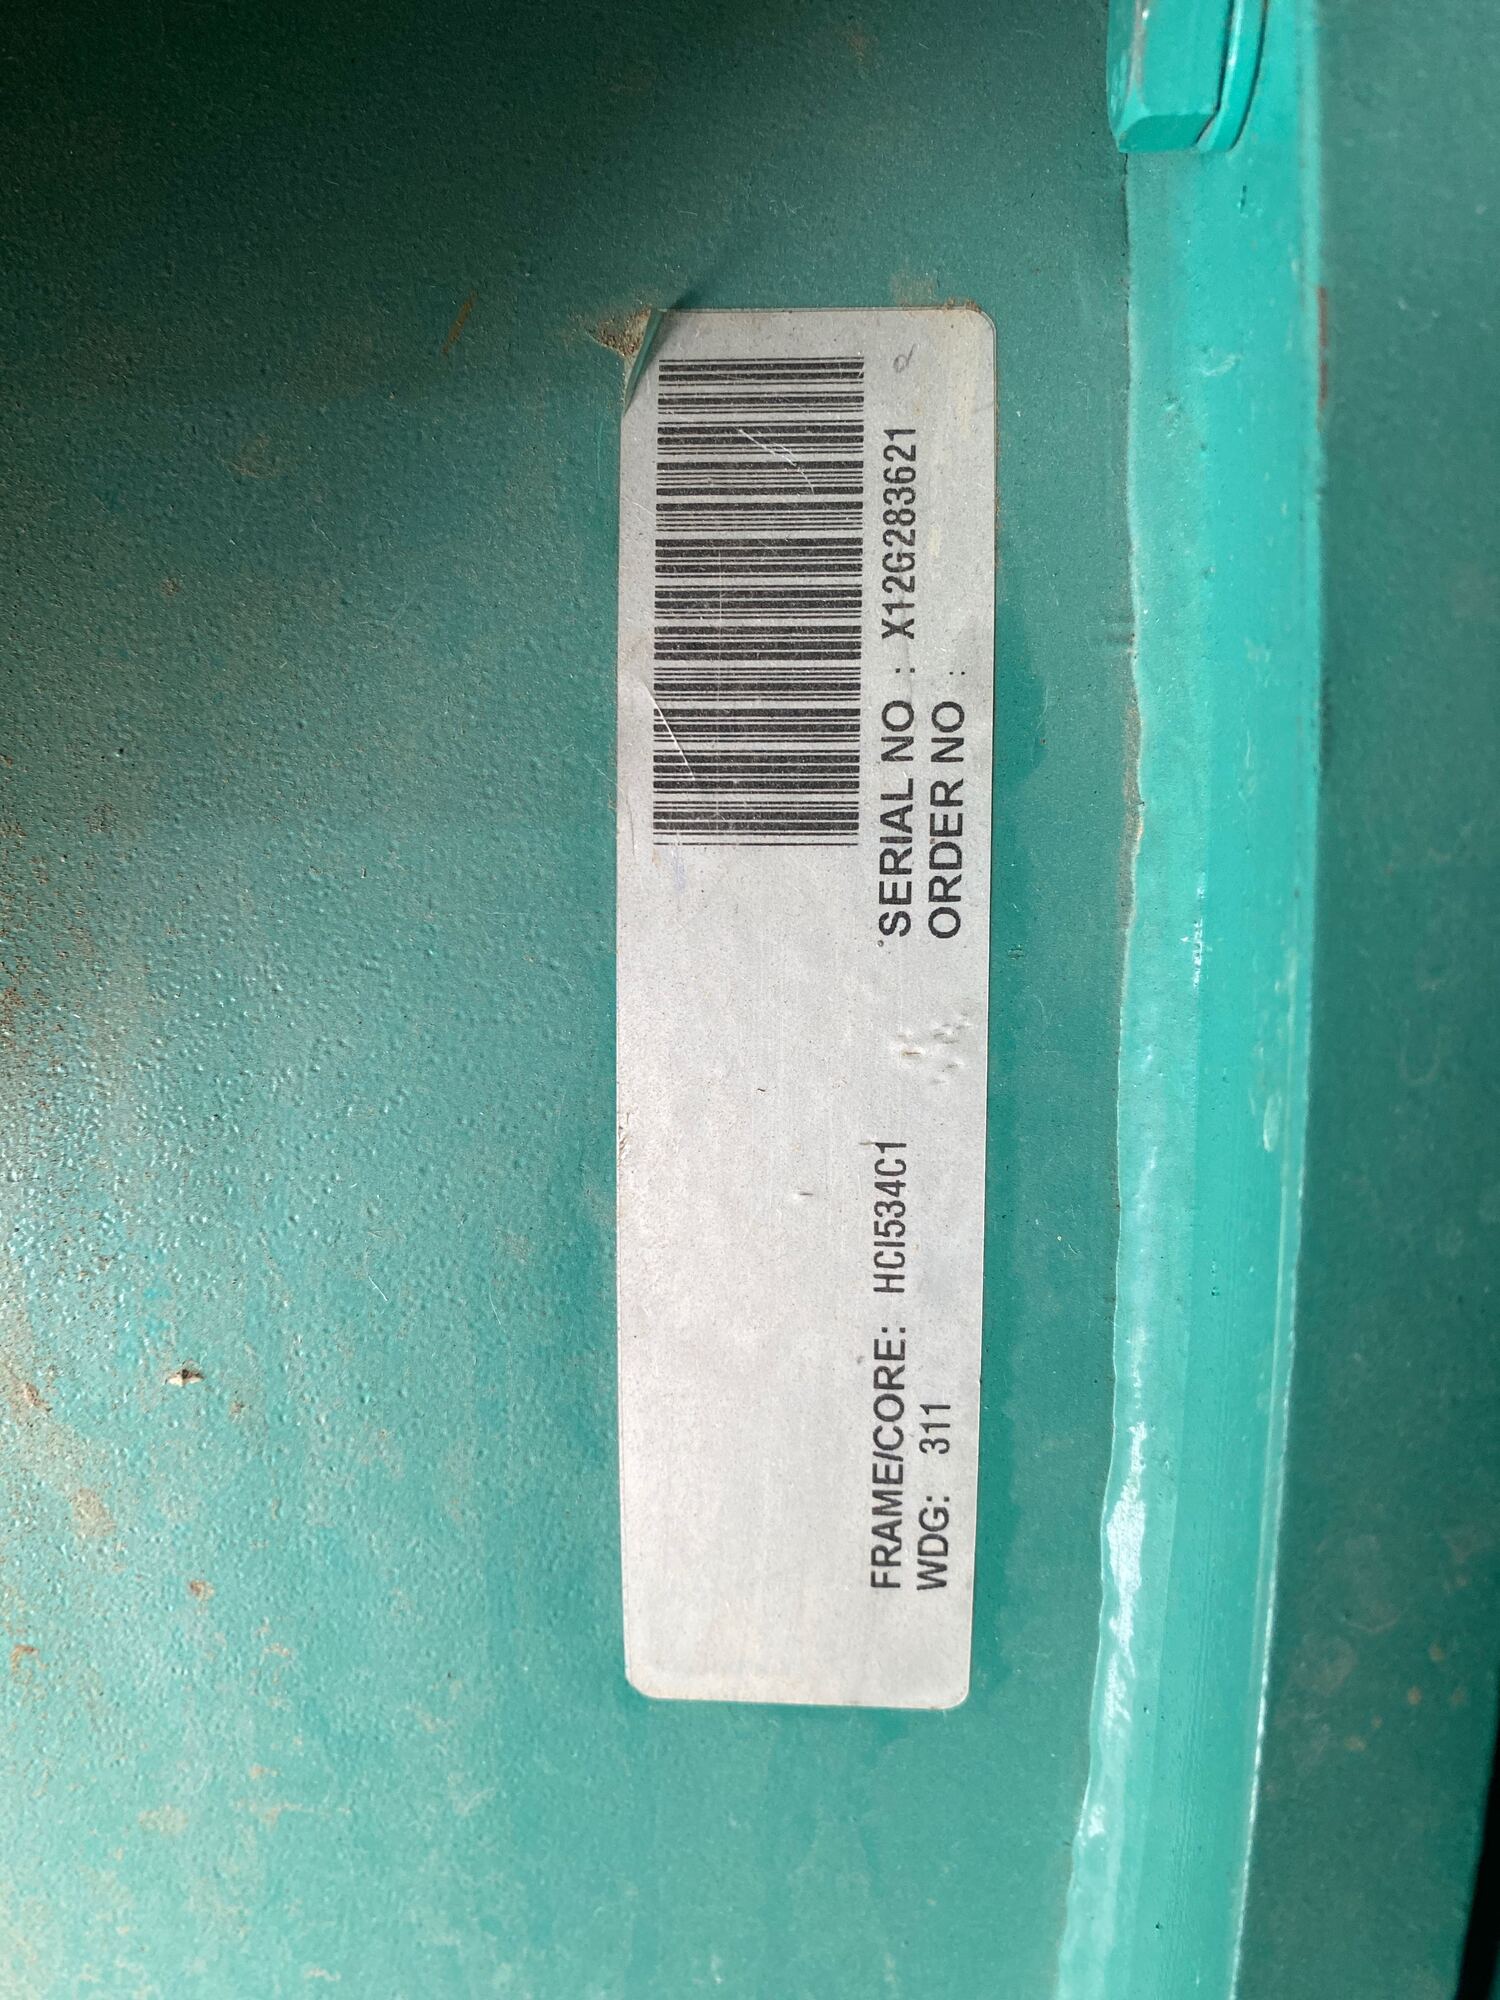 SERIAL NO : X12G283621
ORDER NO :
FRAME/CORE: HCI534C1
WDG: 311